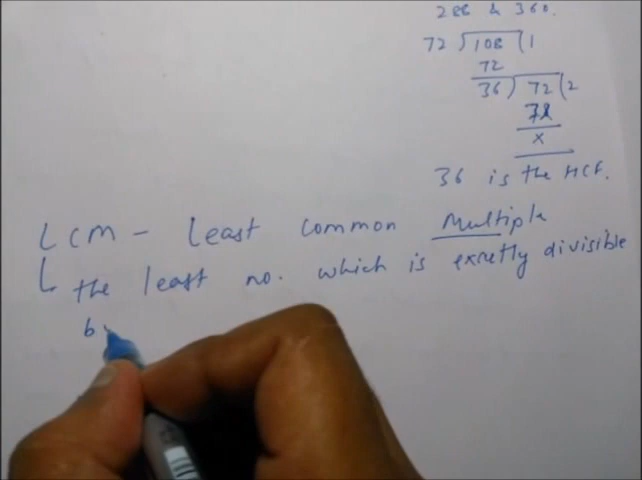 288 & 360.
72 ) 108 ( 1
72
36 ) 72 ( 2
72
x
36 is the HCF.
LCM - Least common Multiple
the least no. which is exactly divisible
b